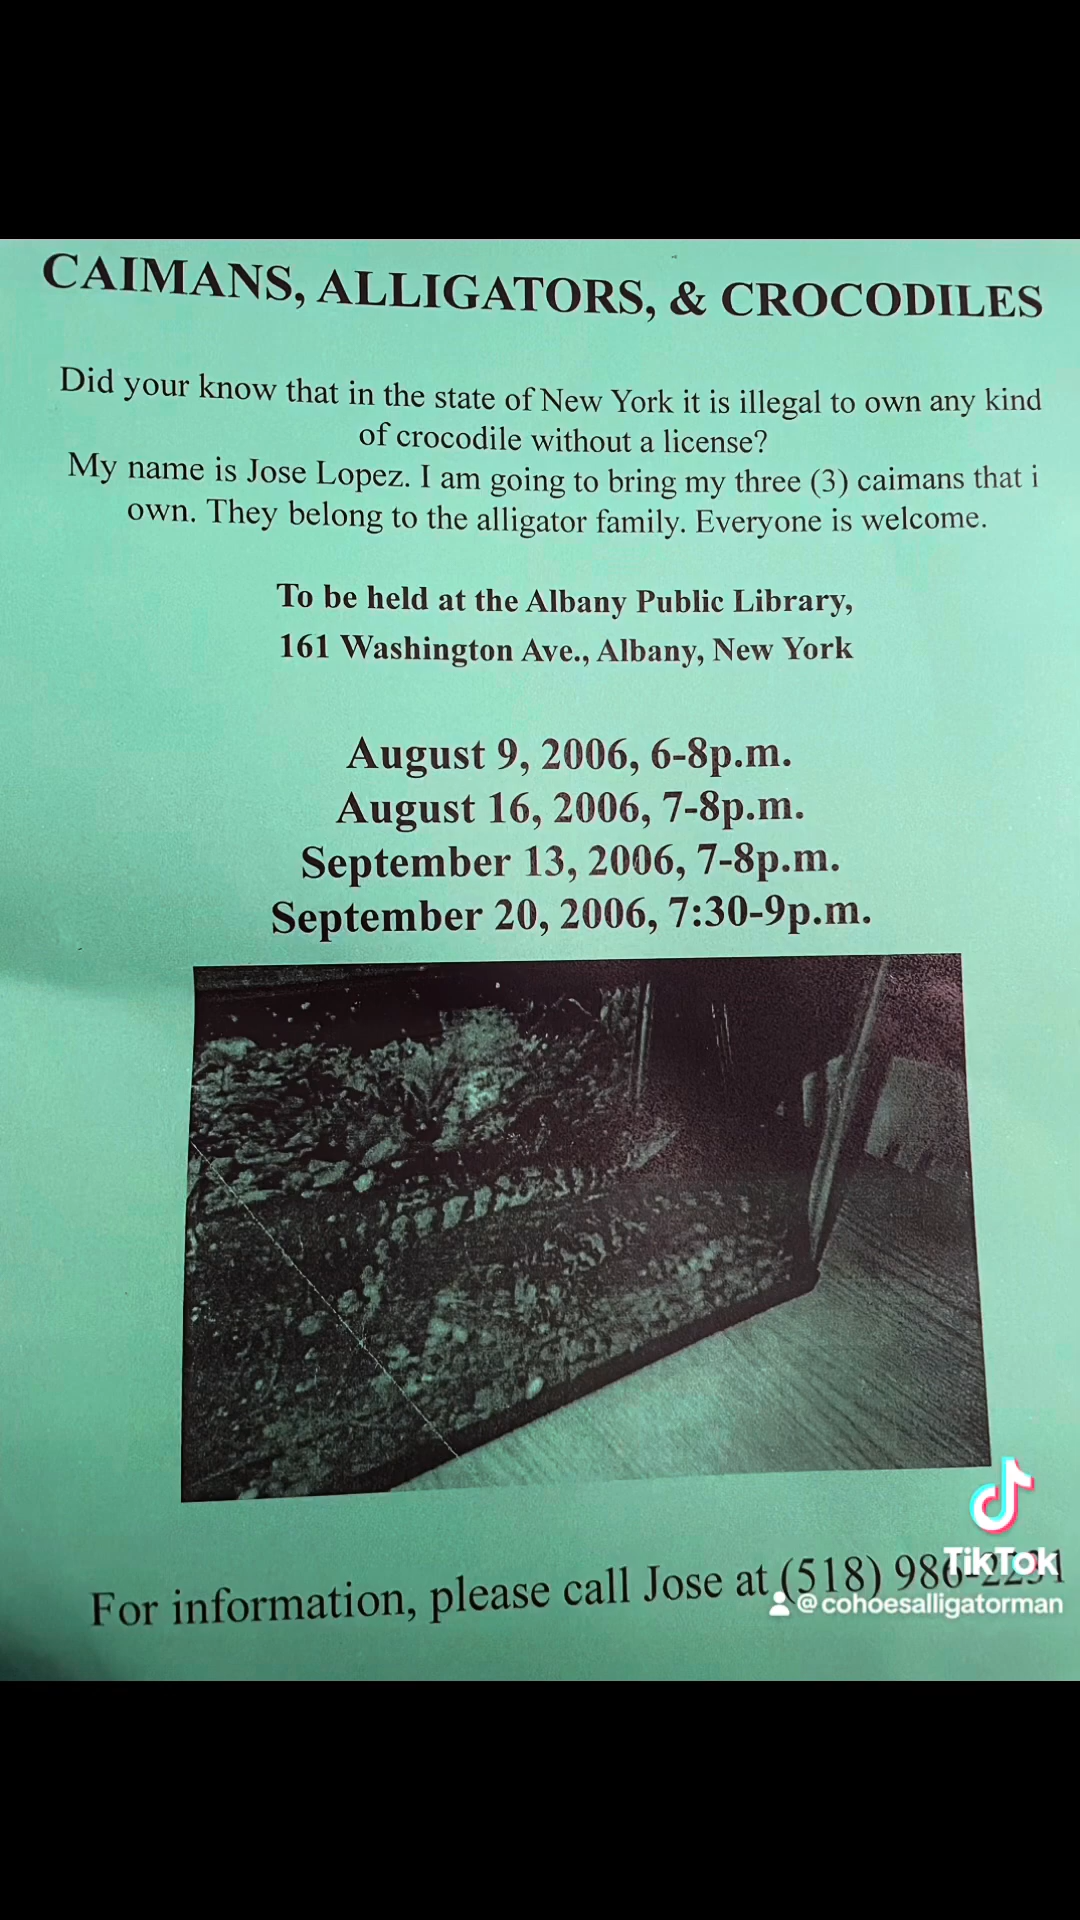 CAIMANS, ALLIGATORS, & CROCODILES
Did your know that in the state of New York it is illegal to own any kind
of crocodile without a license?
My name is Jose Lopez. I am going to bring my three (3) caimans that i
own. They belong to the alligator family. Everyone is welcome.
To be held at the Albany Public Library,
161 Washington Ave., Albany, New York
August 9, 2006, 6-8p.m.
August 16, 2006, 7-8p.m.
September 13, 2006, 7-8p.m.
September 20, 2006, 7:30-9p.m.
TikTok
For information, please call Jose at (518) 986-2231
@cohoesalligatorman